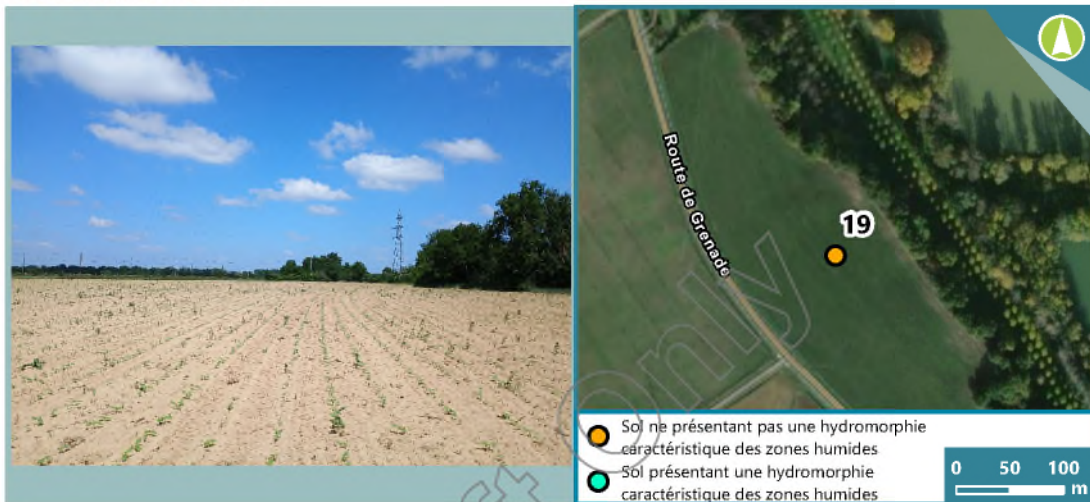 Route de Grenade
19
Sol ne présentant pas une hydromorphie
caractéristique des zones humides
Sol présentant une hydromorphie
caractéristique des zones humides
0 50 100
m
only